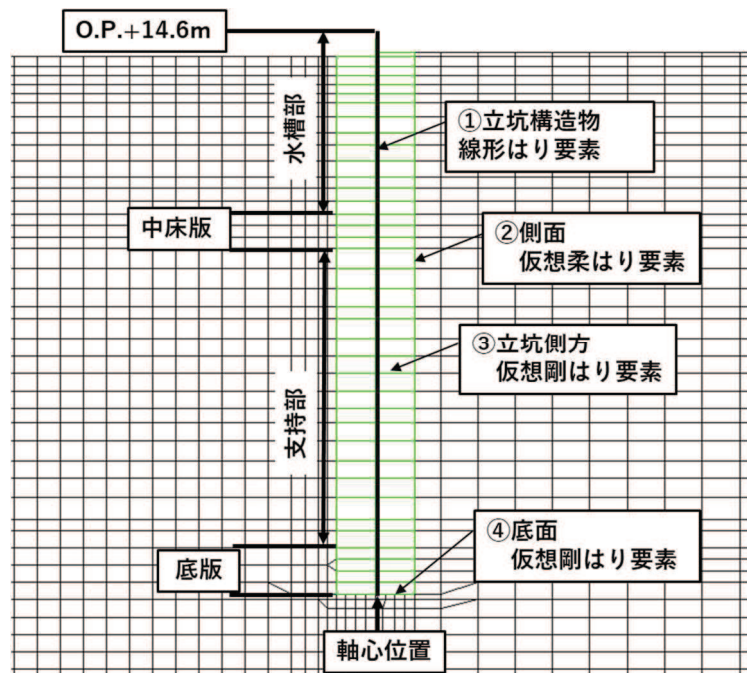 O.P.+14.6m
水槽部
①立坑構造物
線形はり要素
中床版
②側面
仮想柔はり要素
③立坑側方
仮想剛はり要素
支持部
④底面
仮想剛はり要素
底版
軸心位置